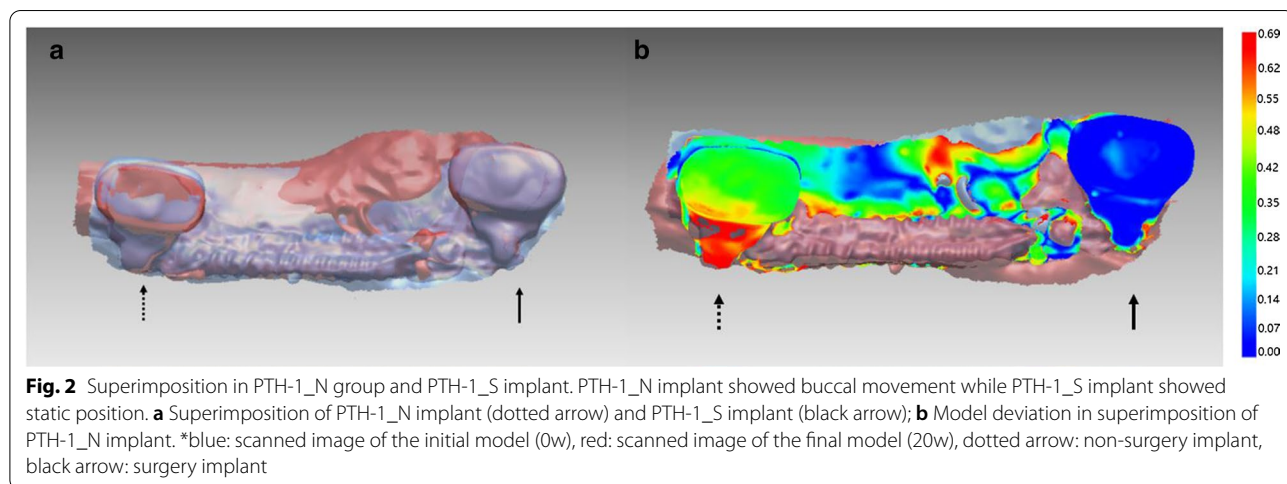 a
b
0.69
0.62
0.55
0.48
0.41
0.35
0.28
0.21
0.14
0.07
0.00
Fig. 2 Superimposition in PTH-1_N group and PTH-1_S implant. PTH-1_N implant showed buccal movement while PTH-1_S implant showed
static position. a Superimposition of PTH-1_N implant (dotted arrow) and PTH-1_S implant (black arrow); b Model deviation in superimposition of
PTH-1_N implant. *blue: scanned image of the initial model (0w), red: scanned image of the final model (20w), dotted arrow: non-surgery implant,
black arrow: surgery implant